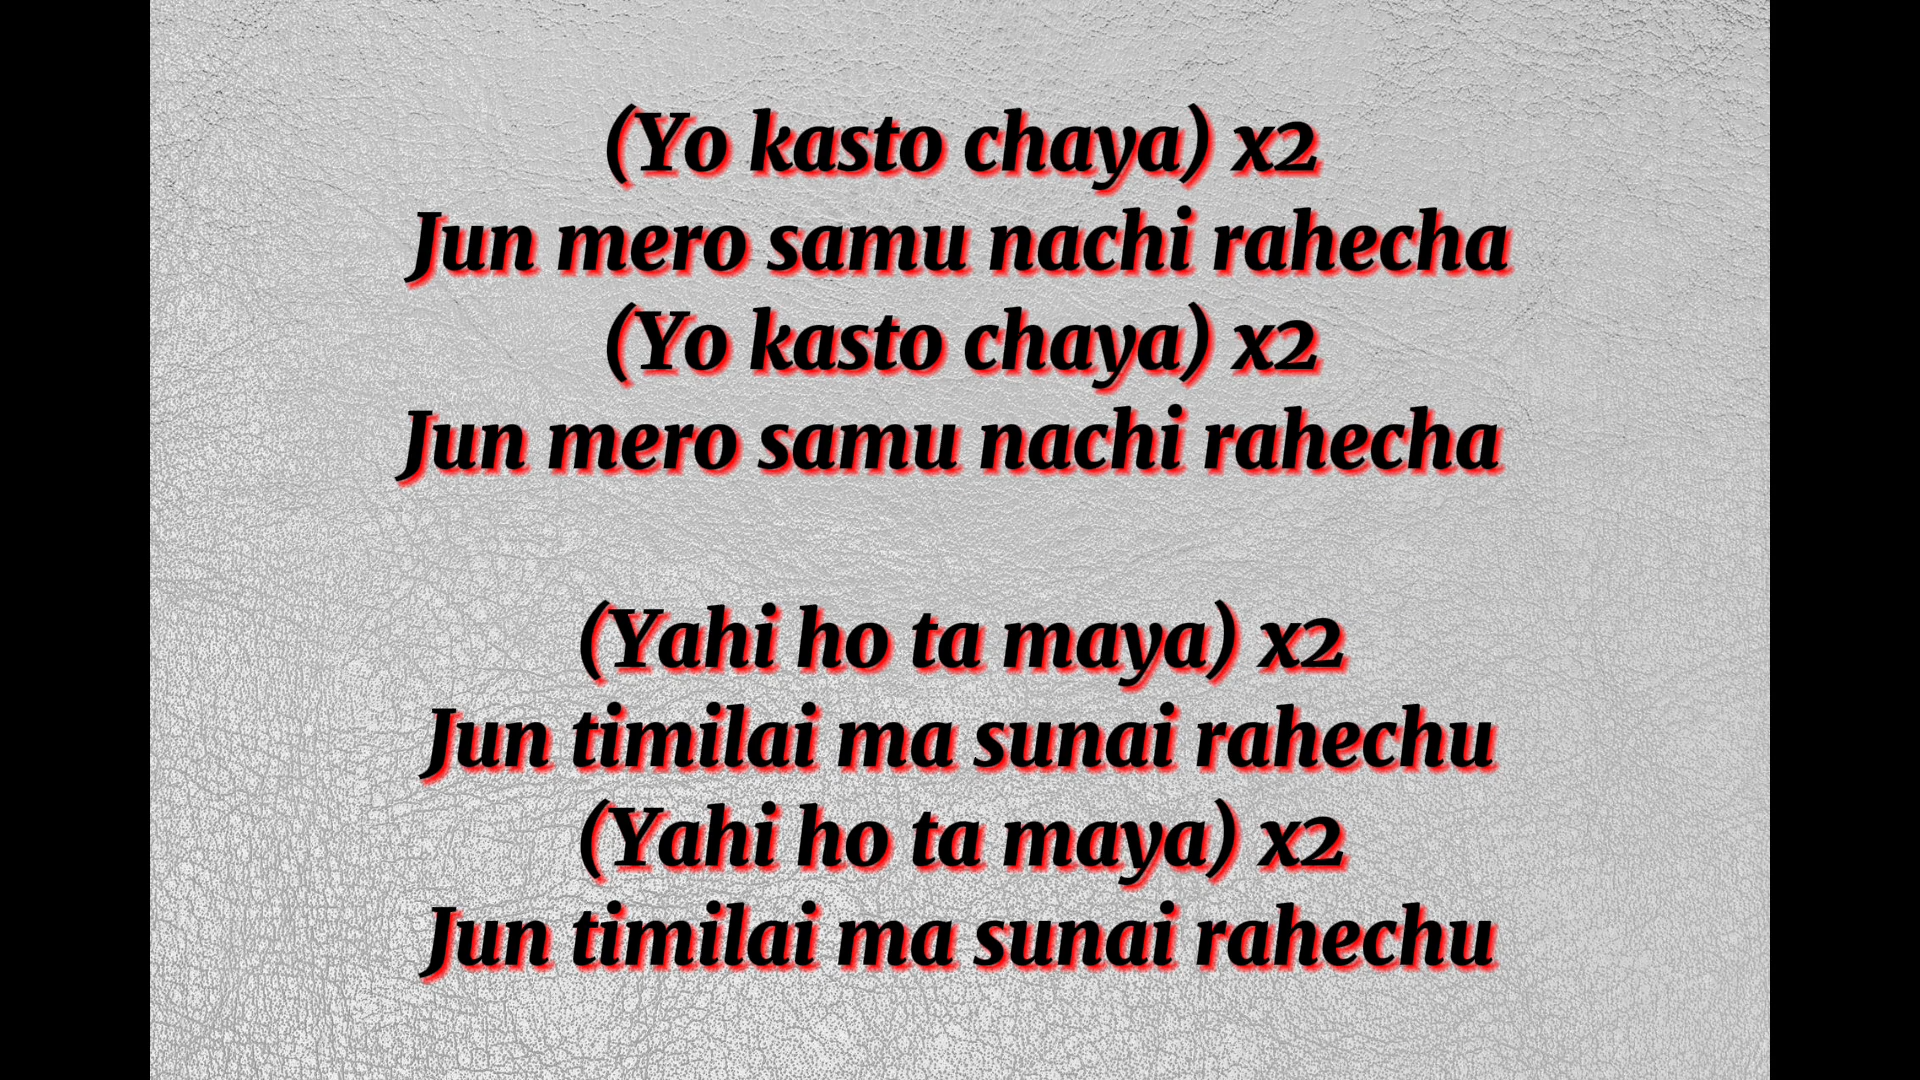 (Yo kasto chaya) x2
Jun mero samu nachi rahecha
(Yo kasto chaya) x2
Jun mero samu nachi rahecha
(Yahi ho ta maya) x2
Jun timilai ma sunai rahechu
(Yahi ho ta maya) x2
Jun timilai ma sunai rahechu